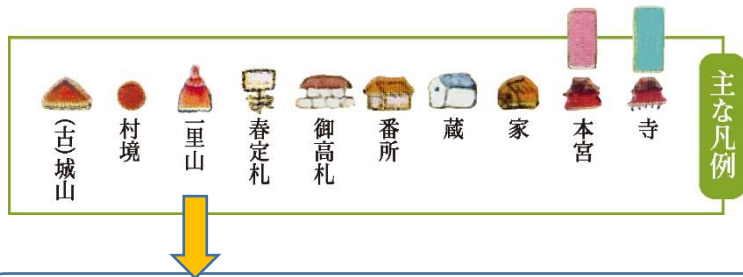 主な凡例
寺
本宮
家
蔵
番所
御高札
春定札
一里山
村境
(古)城山